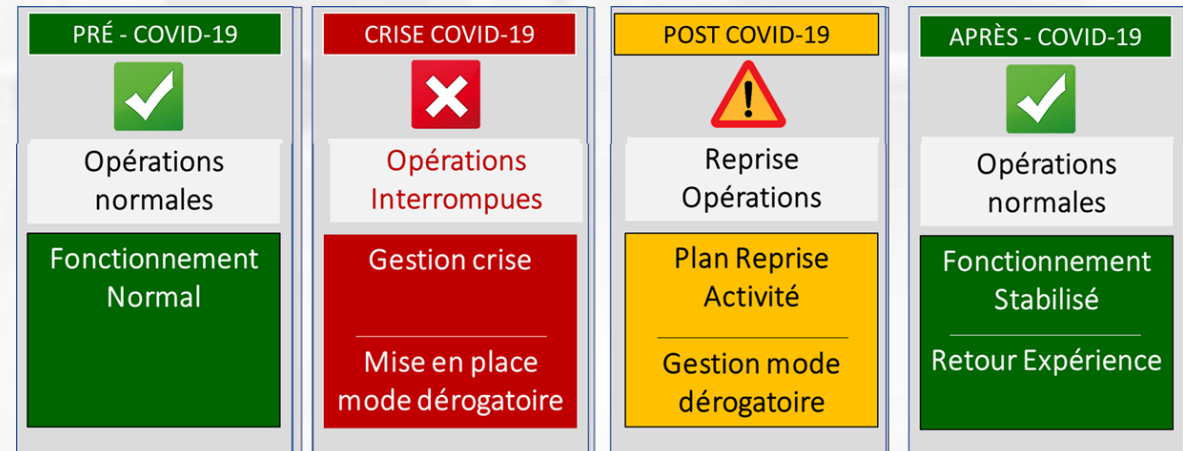 PRÉ - COVID-19
Opérations
normales
Fonctionnement
Normal
CRISE COVID-19
Opérations
Interrompues
Gestion crise
Mise en place
mode dérogatoire
POST COVID-19
Reprise
Opérations
Plan Reprise
Activité
Gestion mode
dérogatoire
APRÈS - COVID-19
Opérations
normales
Fonctionnement
Stabilisé
Retour Expérience